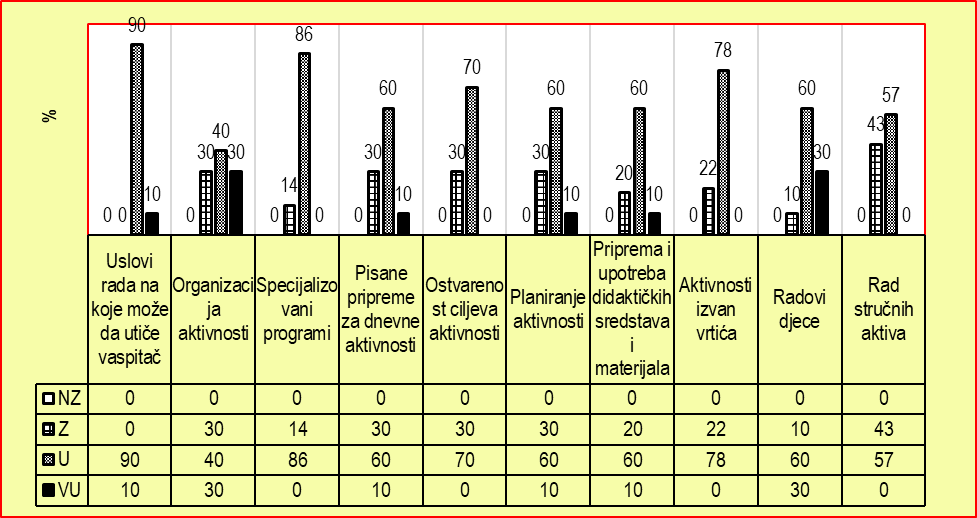 %
90
0 0 10
40
30 30
0
86
14
0 0
60
30
0 10
70
30
0 0
60
30
0 10
60
20
0 10
78
22
0 0
60
30
0 10
57
43
0 0
Uslovi
rada na
koje može
da utiče
vaspitač
Organizaci
ja
aktivnosti
Specijalizo
vani
programi
Pisane
pripreme
za dnevne
aktivnosti
Ostvareno
st ciljeva
aktivnosti
Planiranje
aktivnosti
Priprema i
upotreba
didaktičkih
sredstava
i
materijala
Aktivnosti
izvan
vrtića
Radovi
djece
Rad
stručnih
aktiva
NZ 0 0 0 0 0 0 0 0 0 0
Z 0 30 14 30 30 30 20 22 10 43
U 90 40 86 60 70 60 60 78 60 57
VU 10 30 0 10 0 10 10 0 30 0